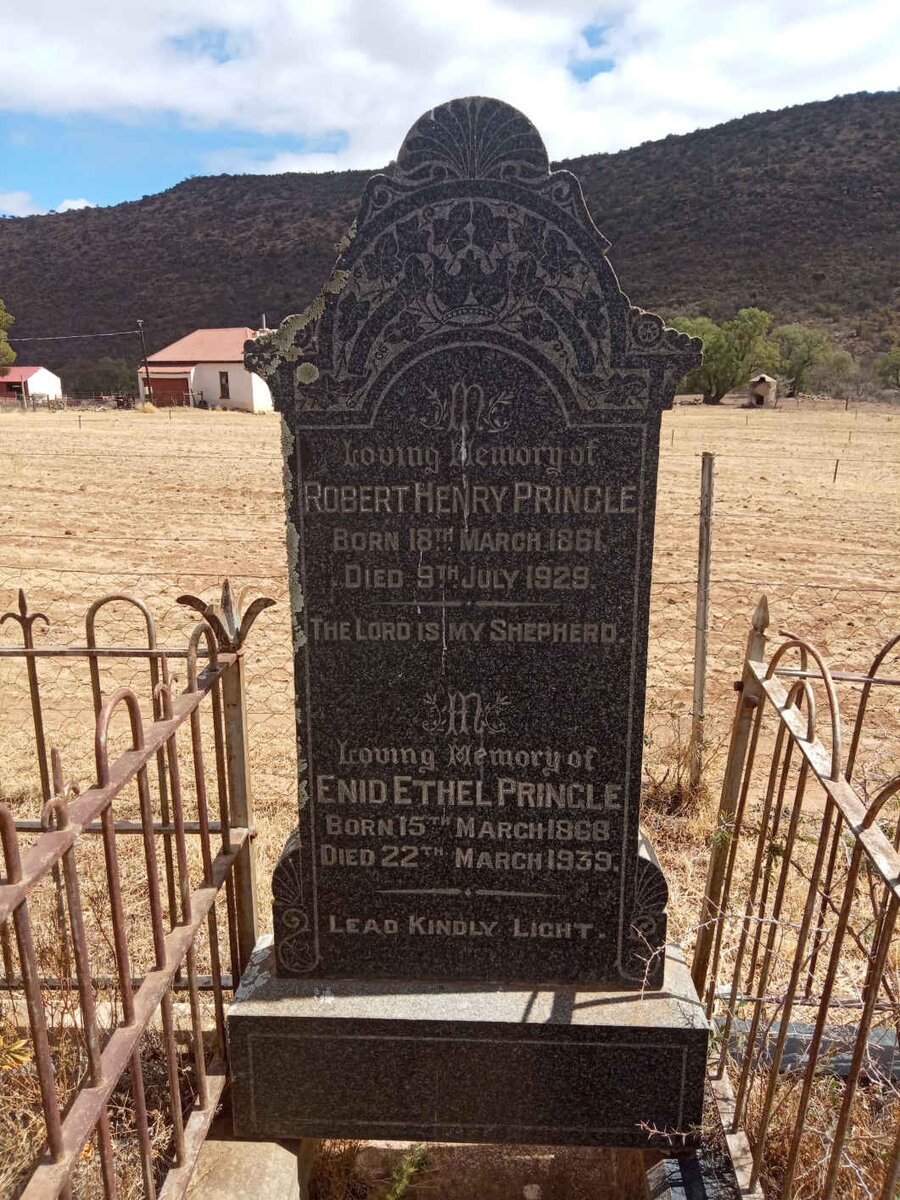 In
Loving Memory of
ROBERT HENRY PRINGLE
BORN 18TH MARCH 1861.
DIED 9TH JULY 1929.
THE LORD IS MY SHEPHERD.
In
Loving Memory of
ENID ETHEL PRINGLE
BORN 15TH MARCH 1868
DIED 22TH MARCH 1939.
LEAD KINDLY LIGHT.